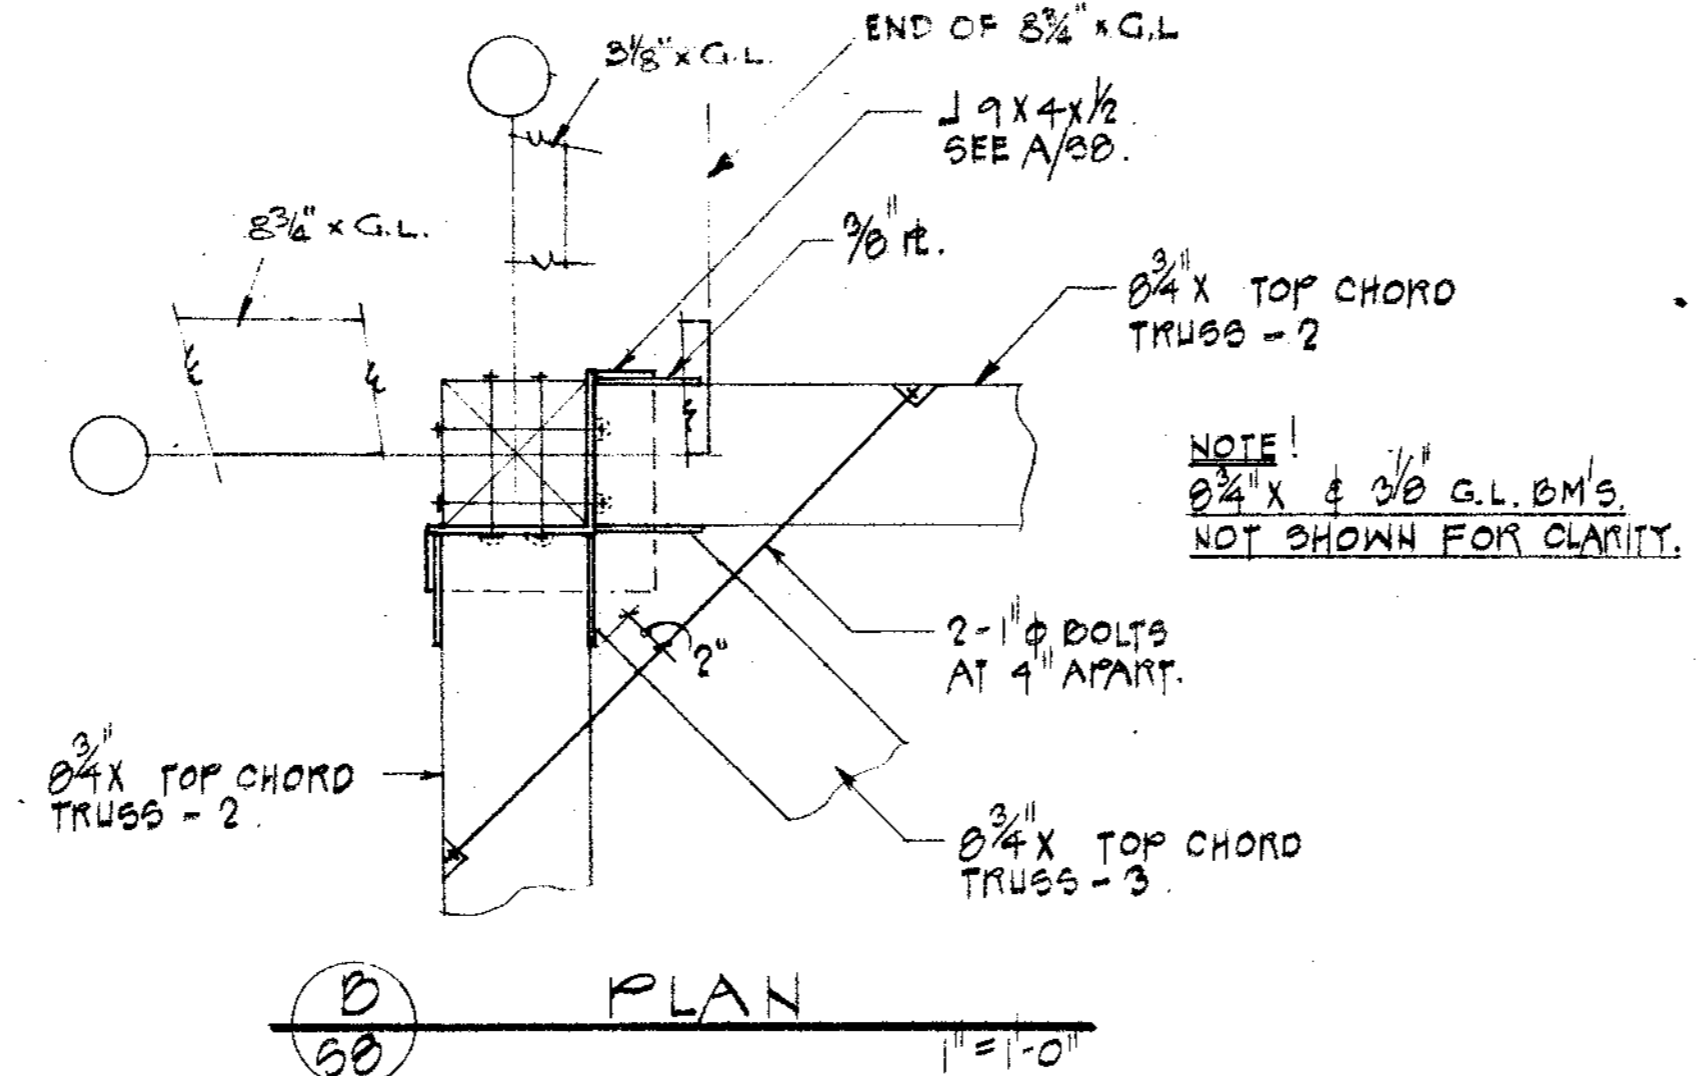 END OF 8¾" x G.L
3⅛" x G.L.
⅃ 9 X 4 X ½
SEE A/S8.
8¾" x G.L.
⅜" ℄.
8¾" X TOP CHORD
TRUSS - 2
NOTE!
8¾" X & 3⅛" G.L. BM'S.
NOT SHOWN FOR CLARITY.
2-1"φ BOLTS
AT 4" APART.
2"
8¾" X TOP CHORD
TRUSS - 2.
8¾" X TOP CHORD
TRUSS - 3.
B
S8
PLAN
1" = 1'-0"